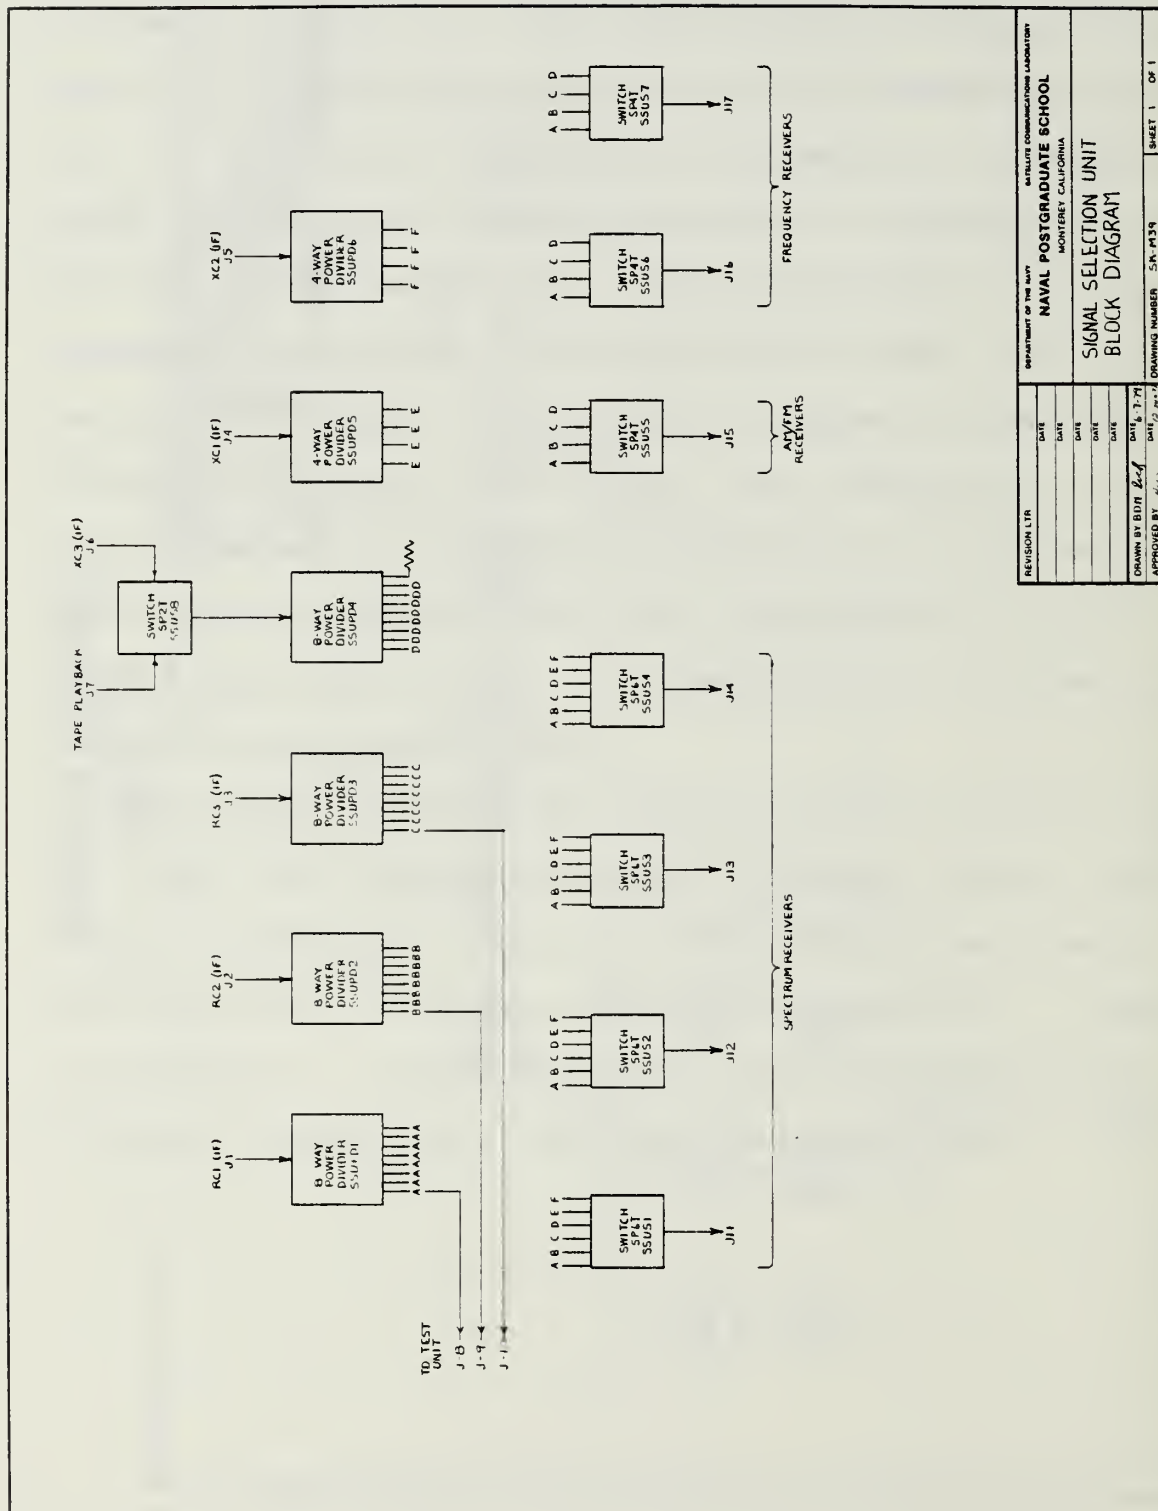 TAPE PLAYBACK
J7
XC3 (IF)
J6
SWITCH
SP2T
SSUS8
RC1 (IF)
J1
RC2 (IF)
J2
RC3 (IF)
J3
XC1 (IF)
J4
XC2 (IF)
J5
8 WAY
POWER
DIVIDER
SSUPD1
8 WAY
POWER
DIVIDER
SSUPD2
8-WAY
POWER
DIVIDER
SSUPD3
8-WAY
POWER
DIVIDER
SSUPD4
4-WAY
POWER
DIVIDER
SSUPD5
4-WAY
POWER
DIVIDER
SSUPD6
A A A A A A A A
B B B B B B B B
C C C C C C C C
D D D D D D D
E E E E
F F F F
TO TEST
UNIT
J-8
J-9
A B C D E F
SWITCH
SP6T
SSUS1
J11
A B C D E F
SWITCH
SP6T
SSUS2
J12
A B C D E F
SWITCH
SP6T
SSUS3
J13
A B C D E F
SWITCH
SP6T
SSUS4
J14
SPECTRUM RECEIVERS
A B C D
SWITCH
SP4T
SSUS5
J15
AM/FM
RECEIVERS
A B C D
SWITCH
SP4T
SSUS6
J16
A B C D
SWITCH
SP4T
SSUS7
J17
FREQUENCY RECEIVERS
REVISION LTR
DATE
DATE
DATE
DATE
DATE
DRAWN BY BDM
DATE
APPROVED BY
DATE
DEPARTMENT OF THE NAVY SATELLITE COMMUNICATIONS LABORATORY
NAVAL POSTGRADUATE SCHOOL
MONTEREY CALIFORNIA
SIGNAL SELECTION UNIT
BLOCK DIAGRAM
DRAWING NUMBER SM-M39
SHEET 1 OF 1